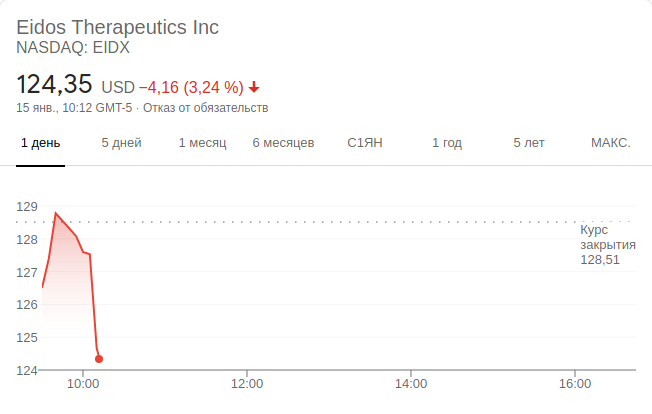 Eidos Therapeutics Inc
NASDAQ: EIDX
124,35 USD −4,16 (3,24 %)
15 янв., 10:12 GMT-5 · Отказ от обязательств
1 день 5 дней 1 месяц 6 месяцев С1ЯН 1 год 5 лет МАКС.
129
128
127
126
125
124
Курс
закрытия
128,51
10:00 12:00 14:00 16:00